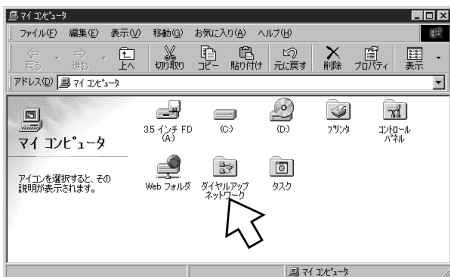 マイ コンピュータ
ファイル(F) 編集(E) 表示(V) 移動(G) お気に入り(A) ヘルプ(H)
戻る 進む 上へ 切り取り コピー 貼り付け 元に戻す 削除 プロパティ 表示
アドレス(D) マイ コンピュータ
マイ コンピュータ
アイコンを選択すると、その
説明が表示されます。
3.5 インチ FD
(A:)
(C:)
(D:)
プリンタ
コントロール
パネル
Web フォルダ
ダイヤルアップ
ネットワーク
タスク
マイ コンピュータ